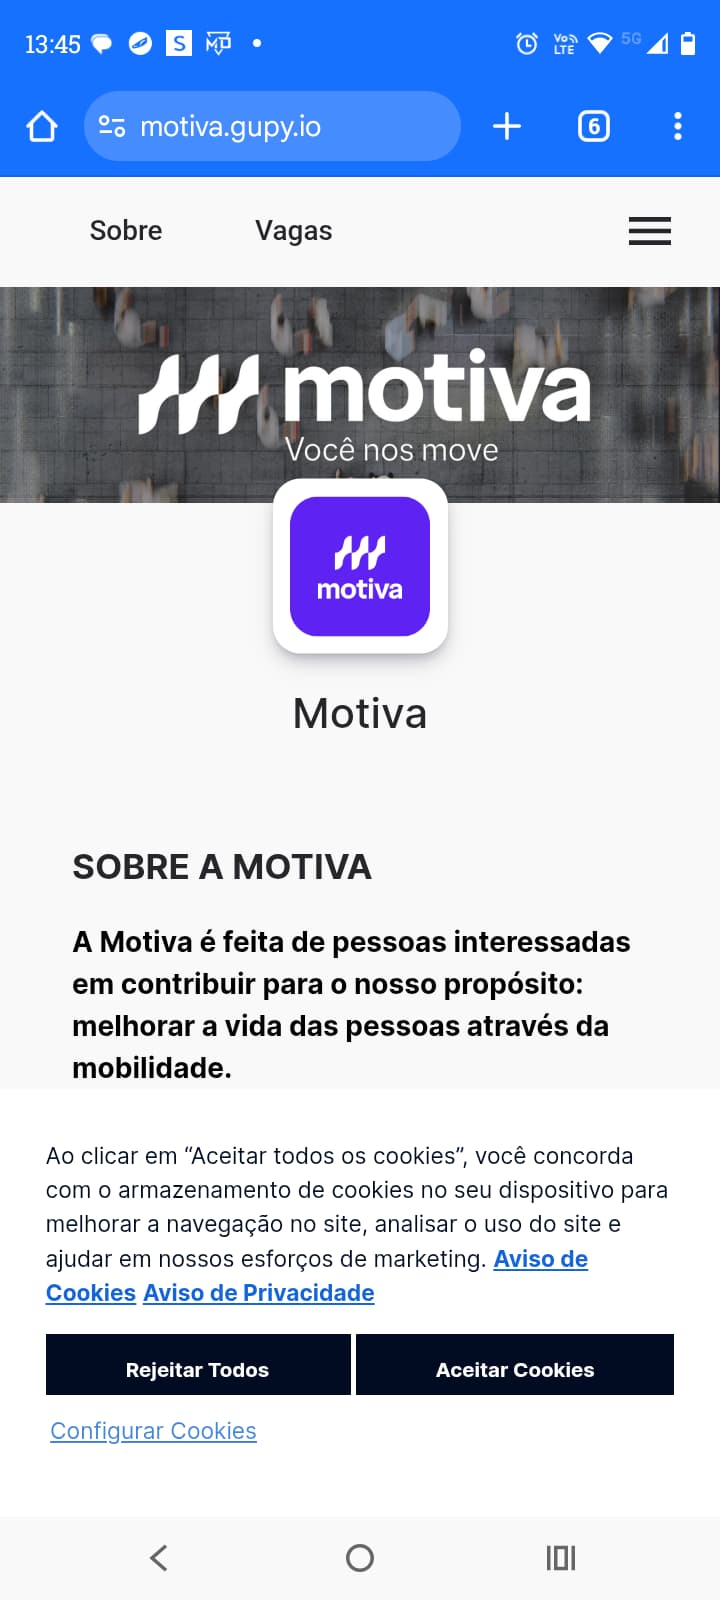 13:45 S 5G
Vo LTE
motiva.gupy.io 6
Sobre Vagas
motiva
Você nos move
motiva
Motiva
SOBRE A MOTIVA
A Motiva é feita de pessoas interessadas
em contribuir para o nosso propósito:
melhorar a vida das pessoas através da
mobilidade.
Ao clicar em “Aceitar todos os cookies”, você concorda
com o armazenamento de cookies no seu dispositivo para
melhorar a navegação no site, analisar o uso do site e
ajudar em nossos esforços de marketing. Aviso de
Cookies Aviso de Privacidade
Rejeitar Todos Aceitar Cookies
Configurar Cookies